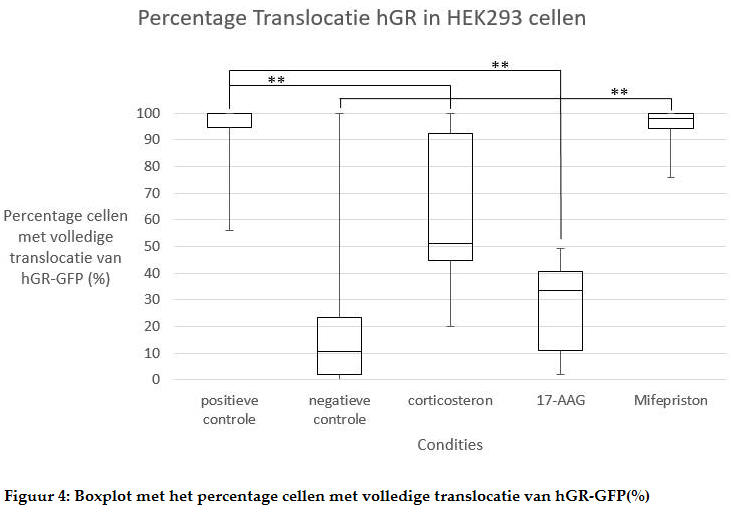 Percentage Translocatie hGR in HEK293 cellen
**
**
**
100
90
80
70
60
50
40
30
20
10
0
Percentage cellen
met volledige
translocatie van
hGR-GFP (%)
positieve
controle
negatieve
controle
corticosteron
17-AAG
Mifepriston
Condities
Figuur 4: Boxplot met het percentage cellen met volledige translocatie van hGR-GFP(%)